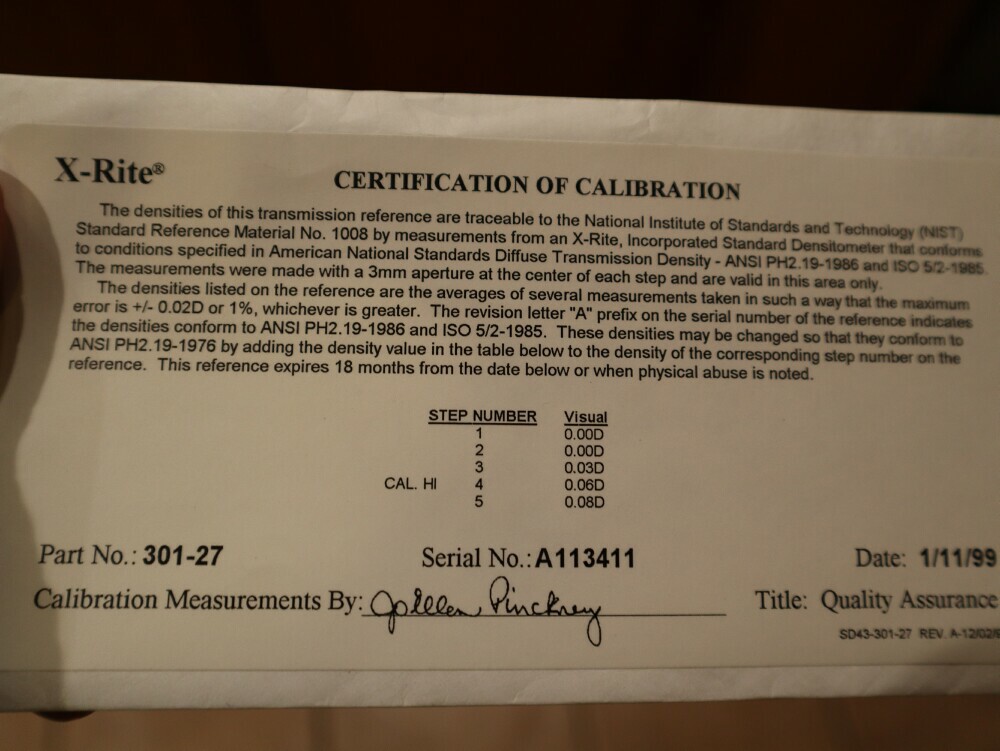 X-Rite®
CERTIFICATION OF CALIBRATION
The densities of this transmission reference are traceable to the National Institute of Standards and Technology (NIST)
Standard Reference Material No. 1008 by measurements from an X-Rite, Incorporated Standard Densitometer that conforms
to conditions specified in American National Standards Diffuse Transmission Density - ANSI PH2.19-1986 and ISO 5/2-1985.
The measurements were made with a 3mm aperture at the center of each step and are valid in this area only.
The densities listed on the reference are the averages of several measurements taken in such a way that the maximum
error is +/- 0.02D or 1%, whichever is greater. The revision letter "A" prefix on the serial number of the reference indicates
the densities conform to ANSI PH2.19-1986 and ISO 5/2-1985. These densities may be changed so that they conform to
ANSI PH2.19-1976 by adding the density value in the table below to the density of the corresponding step number on the
reference. This reference expires 18 months from the date below or when physical abuse is noted.
STEP NUMBER Visual
1 0.00D
2 0.00D
3 0.03D
CAL. HI 4 0.06D
5 0.08D
Part No.: 301-27 Serial No.: A113411 Date: 1/11/99
Calibration Measurements By: Pinckney Title: Quality Assurance
SD43-301-27 REV.